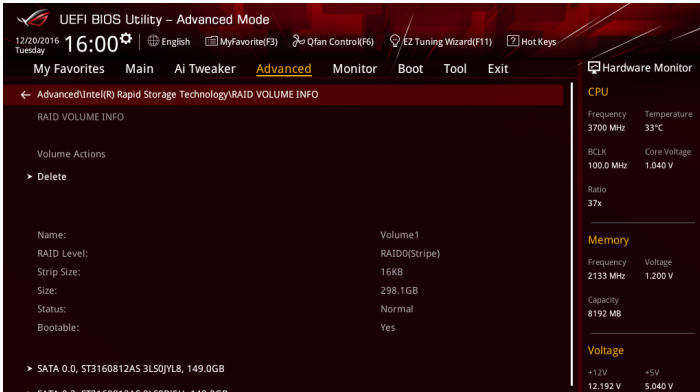 UEFI BIOS Utility – Advanced Mode
12/20/2016
Tuesday
16:00
English
MyFavorite(F3)
Qfan Control(F6)
EZ Tuning Wizard(F11)
? Hot Keys
My Favorites Main Ai Tweaker Advanced Monitor Boot Tool Exit
← Advanced\Intel(R) Rapid Storage Technology\RAID VOLUME INFO
RAID VOLUME INFO
Volume Actions
> Delete
Name: Volume1
RAID Level: RAID0(Stripe)
Strip Size: 16KB
Size: 298.1GB
Status: Normal
Bootable: Yes
> SATA 0.0, ST3160812AS 3LS0JYL8, 149.0GB
Hardware Monitor
CPU
Frequency Temperature
3700 MHz 33°C
BCLK Core Voltage
100.0 MHz 1.040 V
Ratio
37x
Memory
Frequency Voltage
2133 MHz 1.200 V
Capacity
8192 MB
Voltage
+12V +5V
12.192 V 5.040 V